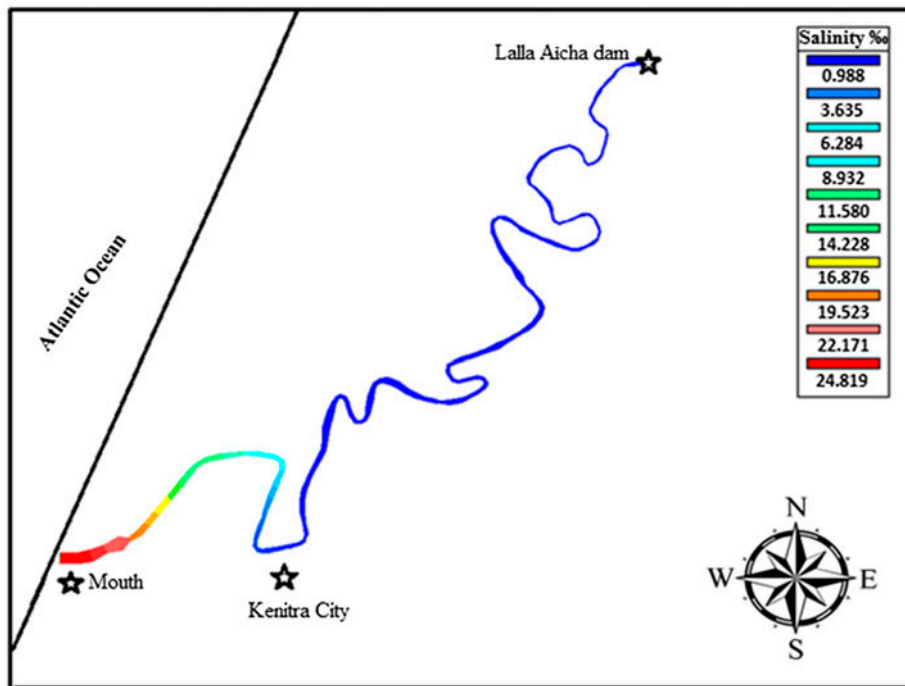 Lalla Aicha dam
Salinity ‰
0.988
3.635
6.284
8.932
11.580
14.228
16.876
19.523
22.171
24.819
Atlantic Ocean
Mouth
Kenitra City
N
W
E
S